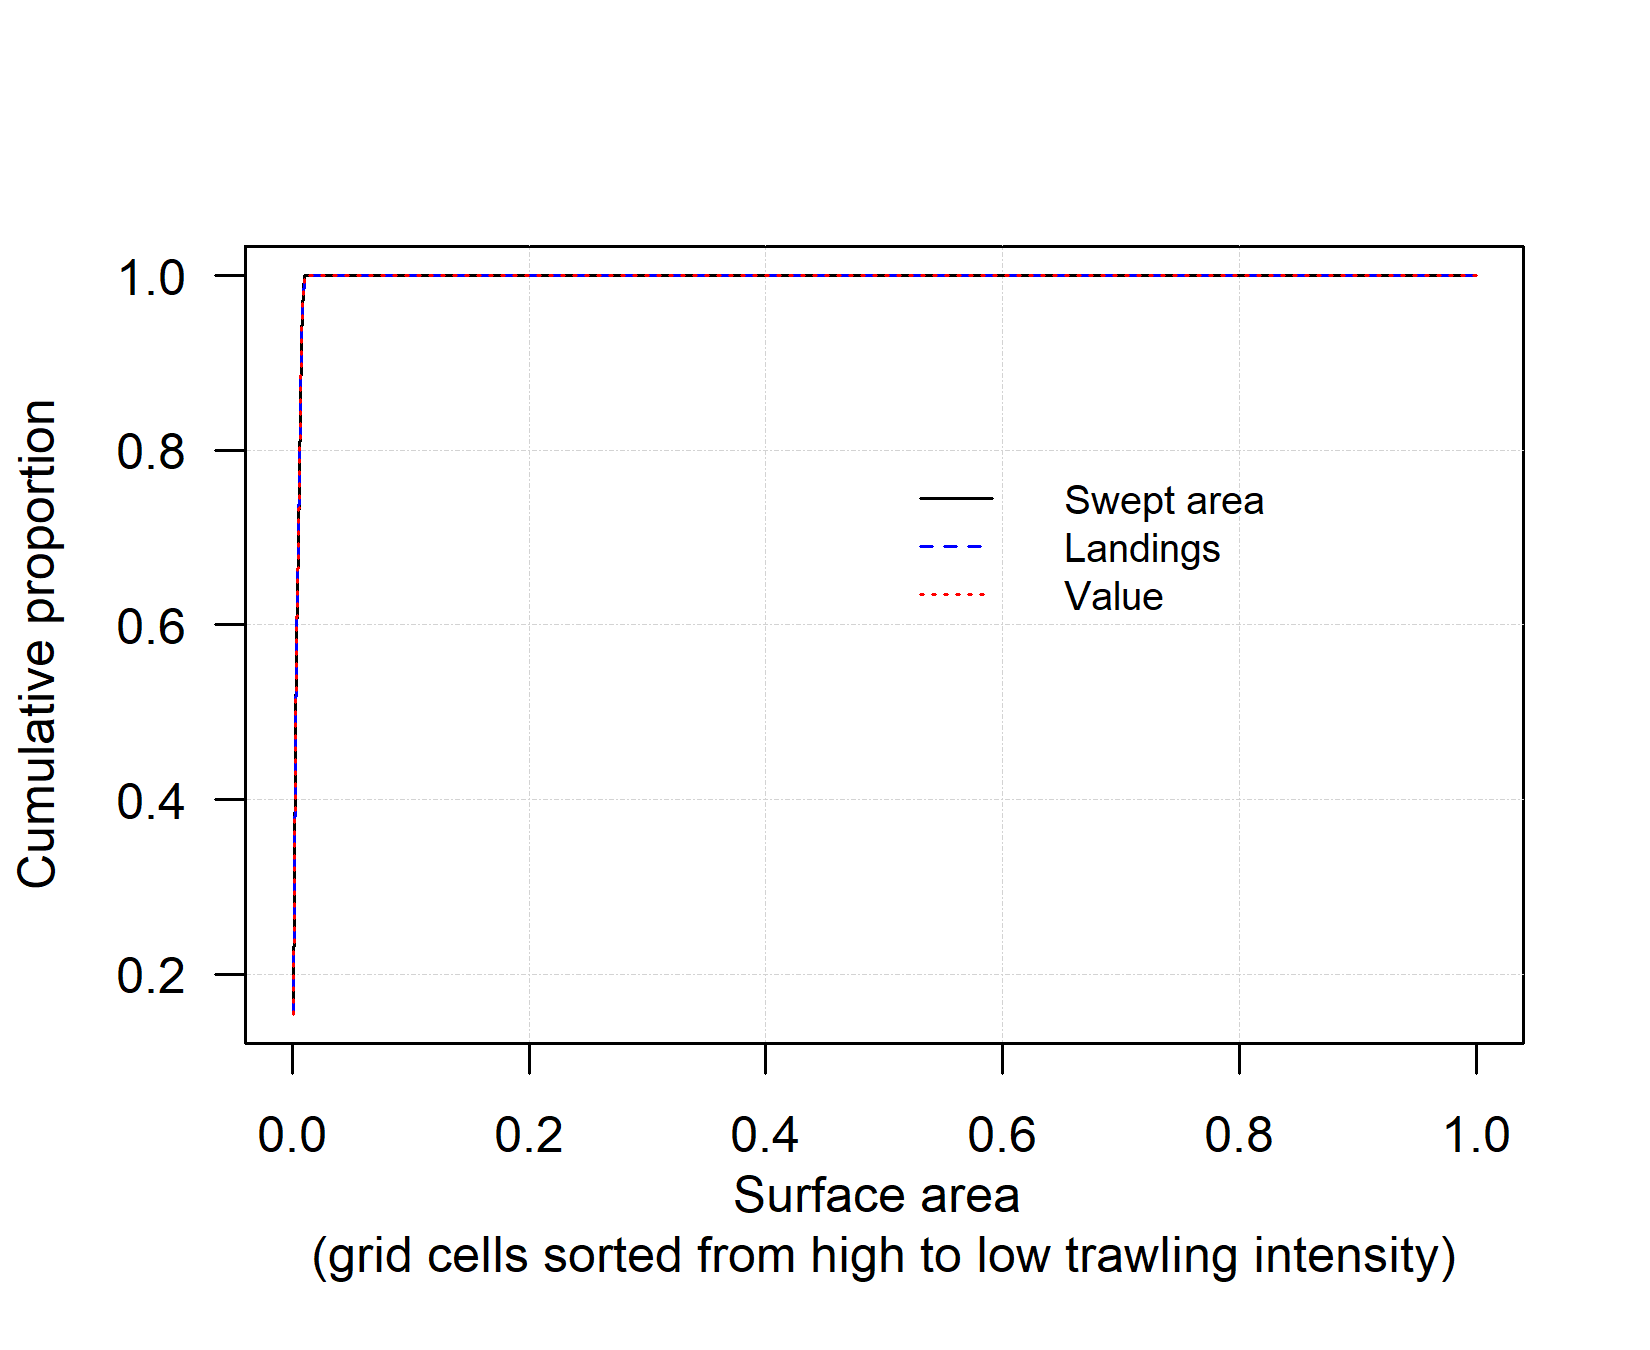 1.0
0.8
0.6
0.4
0.2
Cumulative proportion
Swept area
Landings
Value
0.0 0.2 0.4 0.6 0.8 1.0
Surface area
(grid cells sorted from high to low trawling intensity)